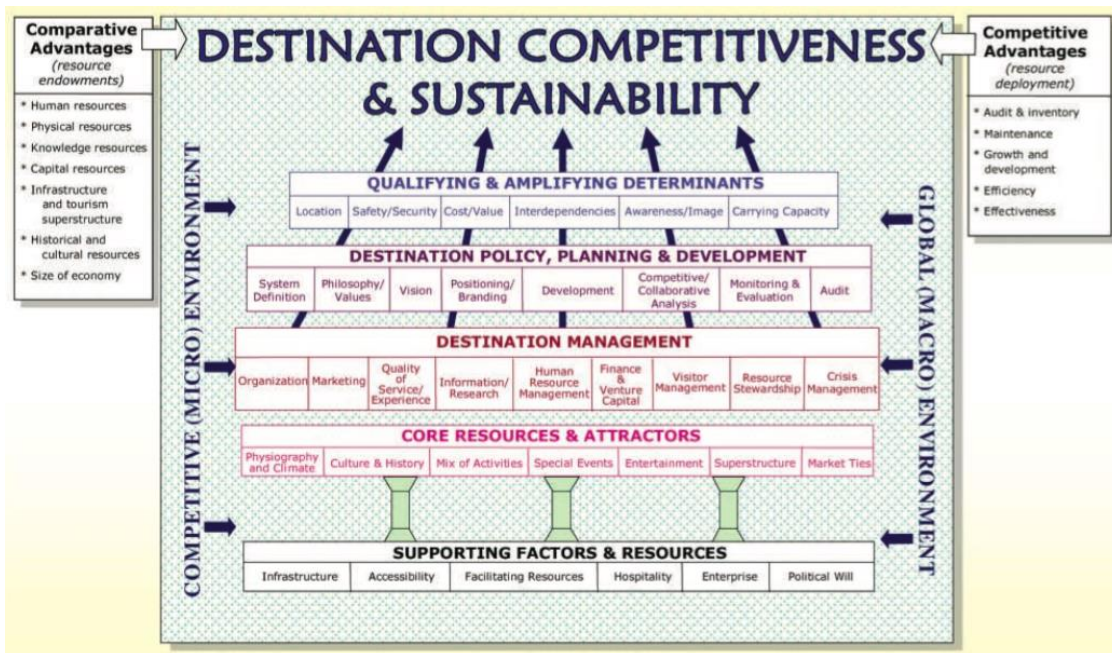 Comparative
Advantages
(resource
endowments)
* Human resources
* Physical resources
* Knowledge resources
* Capital resources
* Infrastructure
and tourism
superstructure
* Historical and
cultural resources
* Size of economy
DESTINATION COMPETITIVENESS
& SUSTAINABILITY
Competitive
Advantages
(resource
deployment)
* Audit & inventory
* Maintenance
* Growth and
development
* Efficiency
* Effectiveness
COMPETITIVE (MICRO) ENVIRONMENT
GLOBAL (MACRO) ENVIRONMENT
QUALIFYING & AMPLIFYING DETERMINANTS
Location Safety/Security Cost/Value Interdependencies Awareness/Image Carrying Capacity
DESTINATION POLICY, PLANNING & DEVELOPMENT
System
Definition
Philosophy/
Values
Vision
Positioning/
Branding
Development
Competitive/
Collaborative
Analysis
Monitoring &
Evaluation
Audit
DESTINATION MANAGEMENT
Organization
Marketing
Quality
of
Service/
Experience
Information/
Research
Human
Resource
Management
Finance
&
Venture
Capital
Visitor
Management
Resource
Stewardship
Crisis
Management
CORE RESOURCES & ATTRACTORS
Physiography
and Climate
Culture & History
Mix of Activities
Special Events
Entertainment
Superstructure
Market Ties
SUPPORTING FACTORS & RESOURCES
Infrastructure Accessibility Facilitating Resources Hospitality Enterprise Political Will